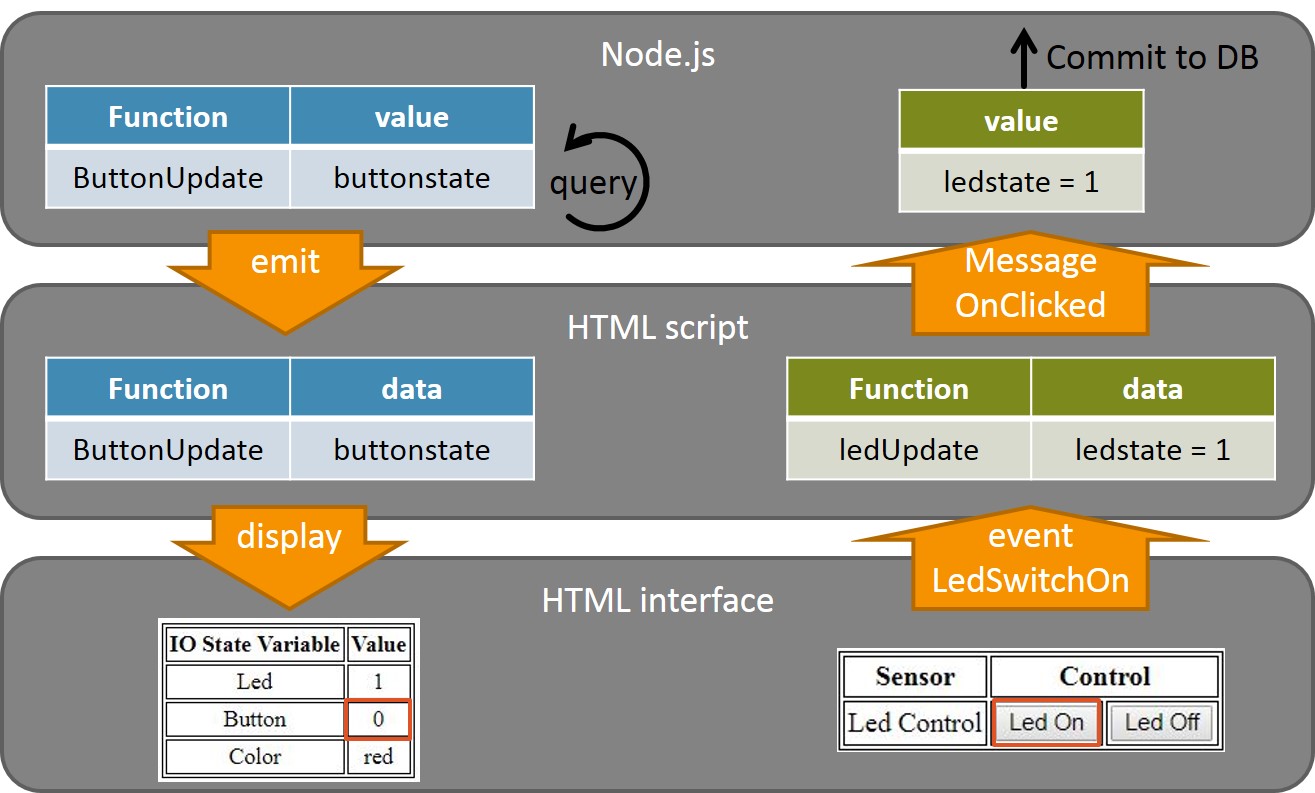 Node.js
Commit to DB
Function value
ButtonUpdate buttonstate
query
value
ledstate = 1
emit
Message
OnClicked
HTML script
Function data
ButtonUpdate buttonstate
Function data
ledUpdate ledstate = 1
display
event
LedSwitchOn
HTML interface
IO State Variable Value
Led 1
Button 0
Color red
Sensor Control
Led Control Led On Led Off